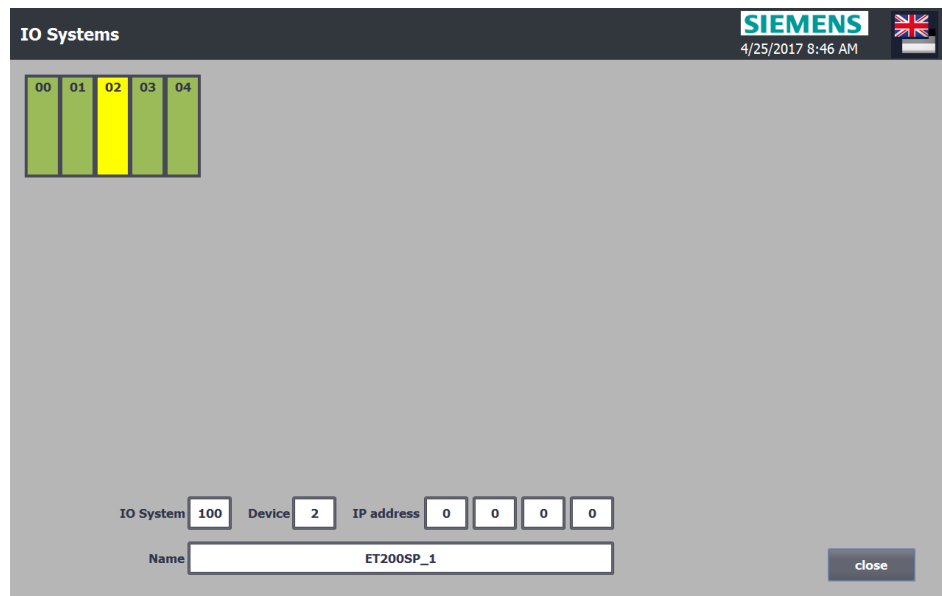 IO Systems
SIEMENS
4/25/2017 8:46 AM
00 01 02 03 04
IO System 100 Device 2 IP address 0 0 0 0
Name ET200SP_1
close